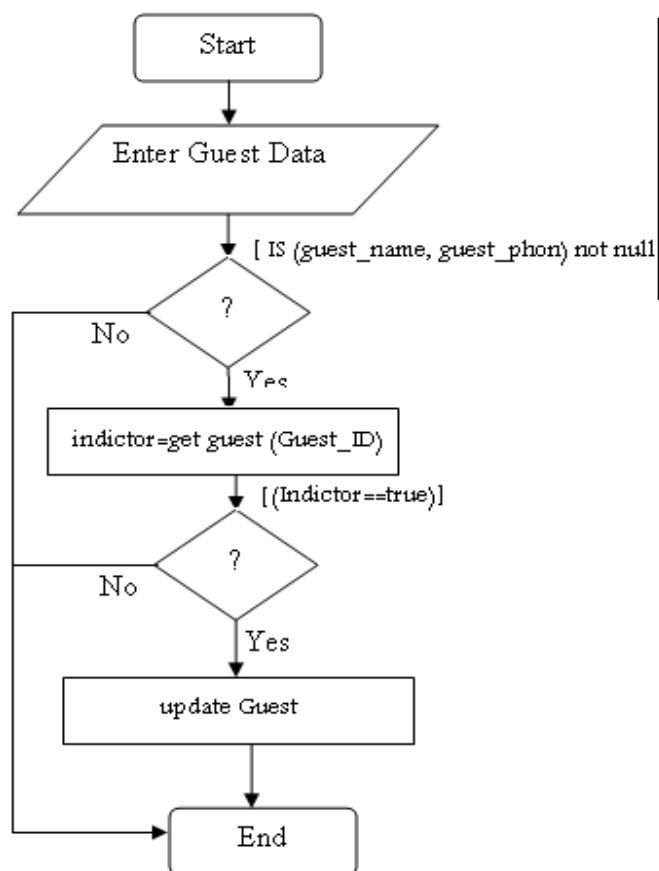 Start
Enter Guest Data
[ IS (guest_name, guest_phon) not null
?
No
Yes
indictor=get guest (Guest_ID)
[(Indictor==true)]
?
No
Yes
update Guest
End